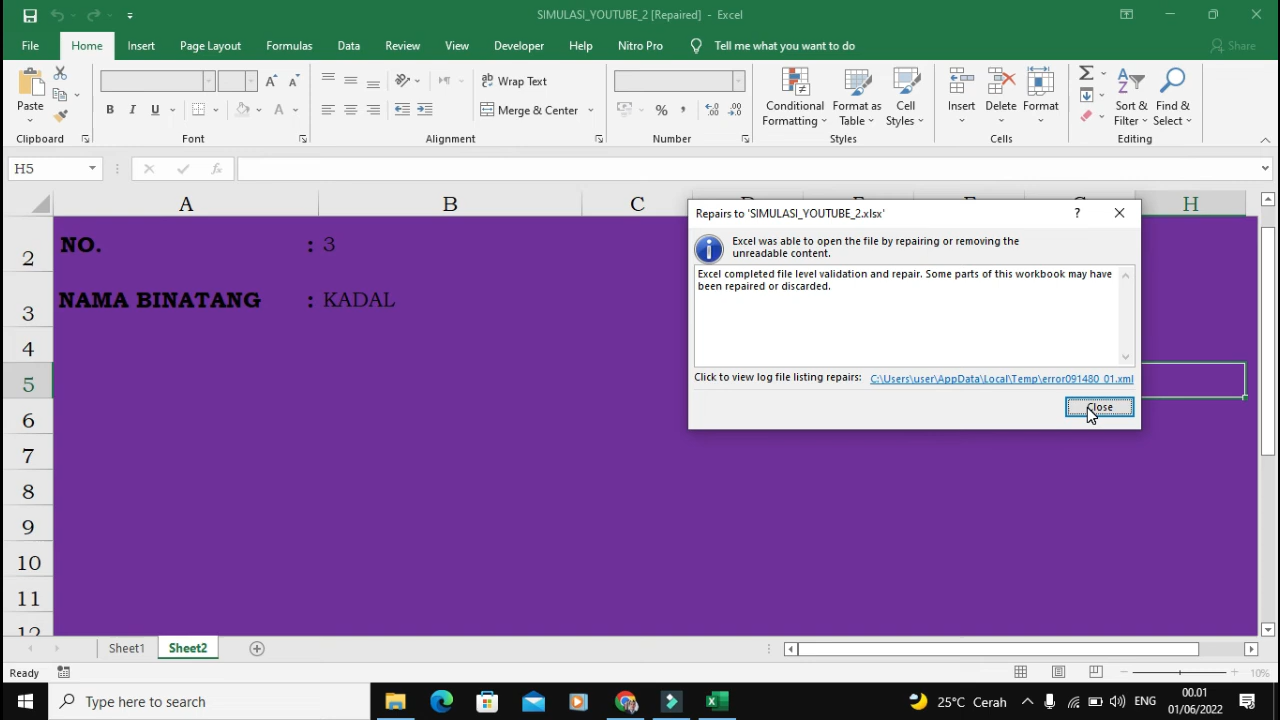 SIMULASI_YOUTUBE_2 [Repaired] - Excel
File Home Insert Page Layout Formulas Data Review View Developer Help Nitro Pro Tell me what you want to do Share
Paste
Clipboard
B I U
Font
Wrap Text
Merge & Center
Alignment
%
Number
Conditional Formatting
Format as Table
Cell Styles
Styles
Insert
Delete
Format
Cells
Sort & Filter
Find & Select
Editing
H5
fx
A B C H
2 NO. : 3
3 NAMA BINATANG : KADAL
4
5
6
7
8
9
10
11
12
Repairs to 'SIMULASI_YOUTUBE_2.xlsx'
?
Excel was able to open the file by repairing or removing the
unreadable content.
Excel completed file level validation and repair. Some parts of this workbook may have
been repaired or discarded.
Click to view log file listing repairs: C:\Users\user\AppData\Local\Temp\error091480_01.xml
Close
Sheet1 Sheet2
Ready
10%
Type here to search
25°C Cerah
ENG
00.01
01/06/2022